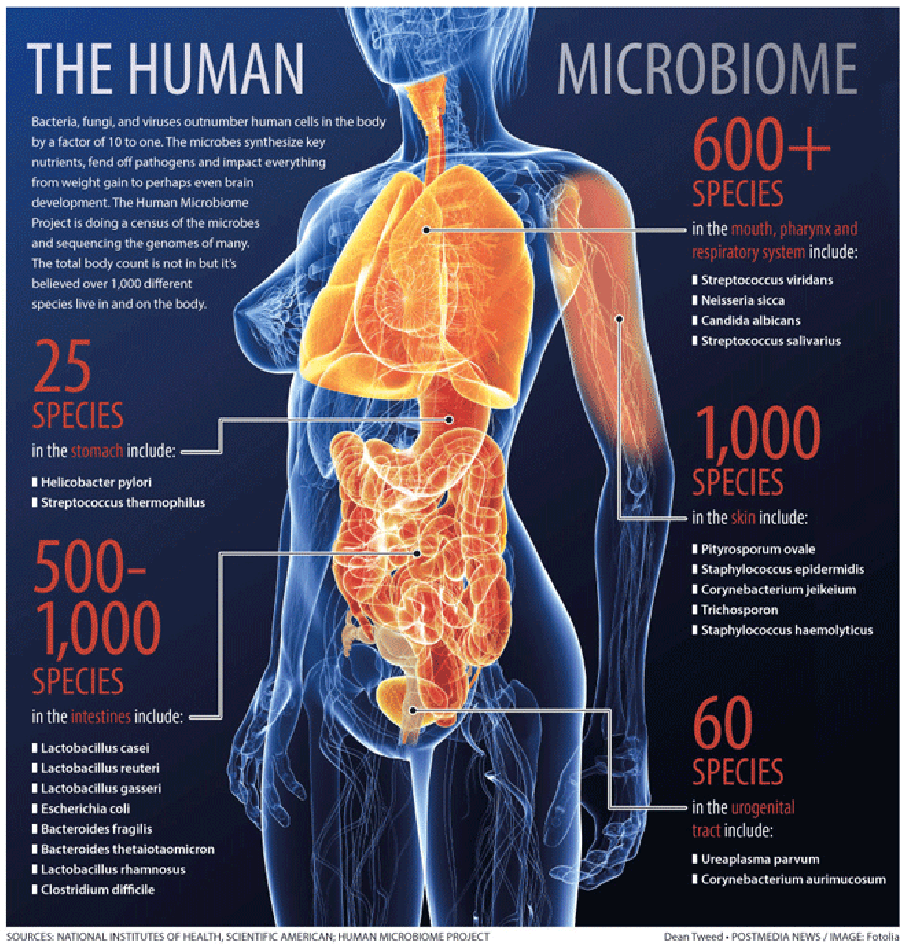 THE HUMAN
MICROBIOME
Bacteria, fungi, and viruses outnumber human cells in the body
by a factor of 10 to one. The microbes synthesize key
nutrients, fend off pathogens and impact everything
from weight gain to perhaps even brain
development. The Human Microbiome
Project is doing a census of the microbes
and sequencing the genomes of many.
The total body count is not in but it's
believed over 1,000 different
species live in and on the body.
25
SPECIES
in the stomach include:
Helicobacter pylori
Streptococcus thermophilus
500-
1,000
SPECIES
in the intestines include:
Lactobacillus casei
Lactobacillus reuteri
Lactobacillus gasseri
Escherichia coli
Bacteroides fragilis
Bacteroides thetaiotaomicron
Lactobacillus rhamnosus
Clostridium difficile
600+
SPECIES
in the mouth, pharynx and
respiratory system include:
Streptococcus viridans
Neisseria sicca
Candida albicans
Streptococcus salivarius
1,000
SPECIES
in the skin include:
Pityrosporum ovale
Staphylococcus epidermidis
Corynebacterium jeikeium
Trichosporon
Staphylococcus haemolyticus
60
SPECIES
in the urogenital
tract include:
Ureaplasma parvum
Corynebacterium aurimucosum
SOURCES: NATIONAL INSTITUTES OF HEALTH, SCIENTIFIC AMERICAN; HUMAN MICROBIOME PROJECT
Dean Tweed • POSTMEDIA NEWS / IMAGE: Fotolia